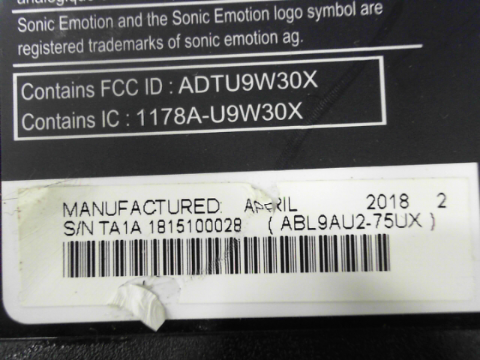 Sonic Emotion and the Sonic Emotion logo symbol are
registered trademarks of sonic emotion ag.
Contains FCC ID : ADTU9W30X
Contains IC : 1178A-U9W30X
MANUFACTURED: APRIL 2018 2
S/N TA1A 1815100028 ( ABL9AU2-75UX )